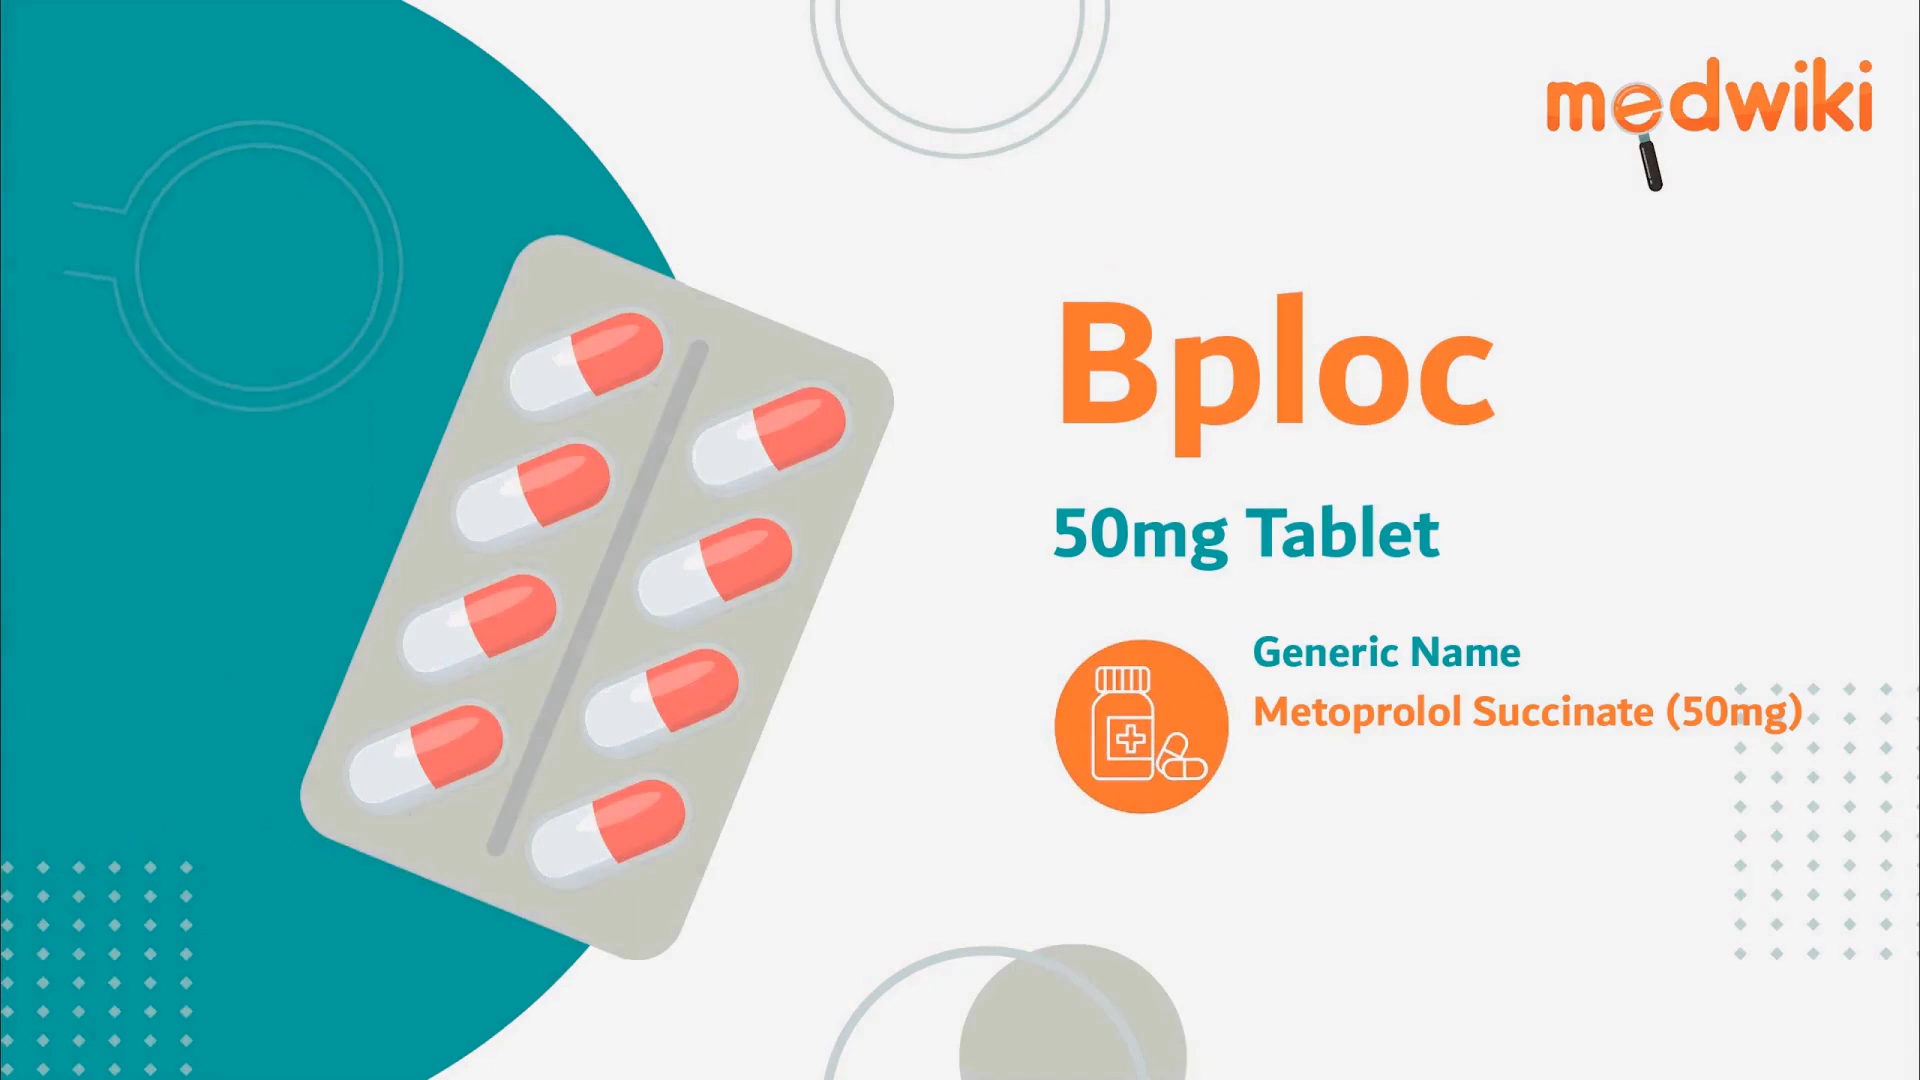 medwiki
Bploc
50mg Tablet
Generic Name
Metoprolol Succinate (50mg)